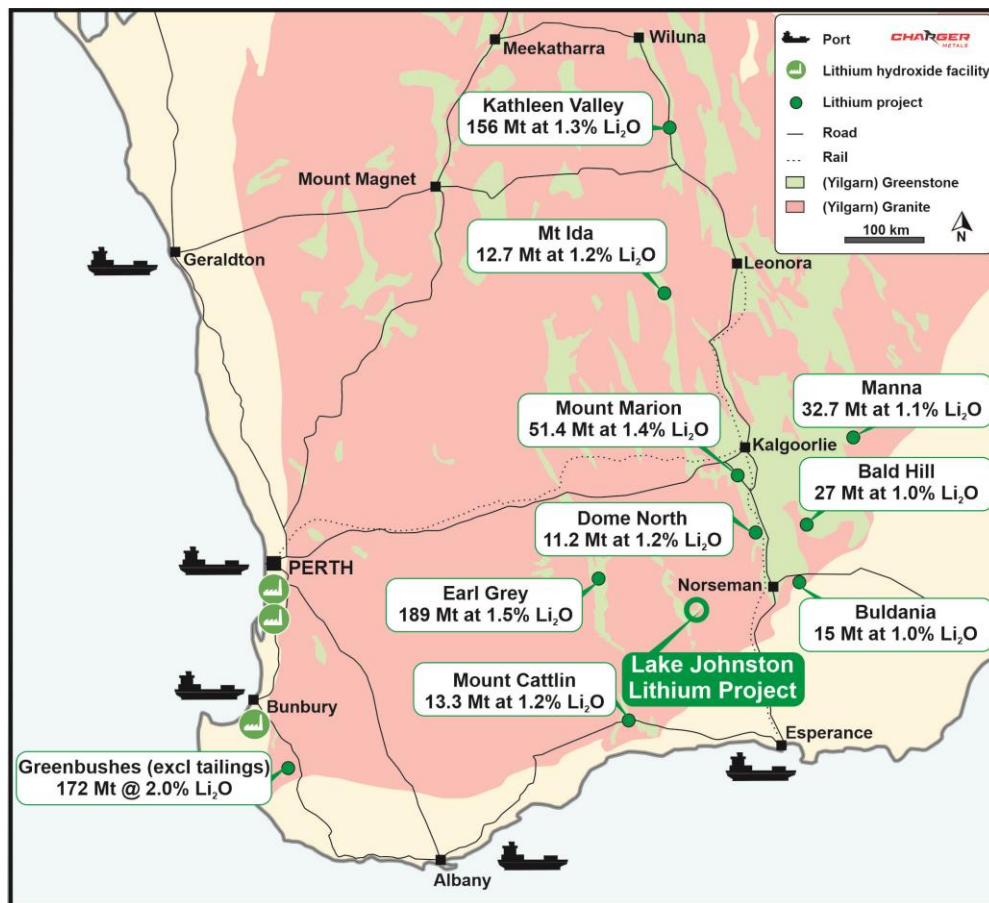 Port
CHARGER
METALS
Lithium hydroxide facility
Lithium project
Road
Rail
(Yilgarn) Greenstone
(Yilgarn) Granite
100 km
N
Meekatharra
Wiluna
Kathleen Valley
156 Mt at 1.3% Li₂O
Mount Magnet
Geraldton
Mt Ida
12.7 Mt at 1.2% Li₂O
Leonora
Manna
32.7 Mt at 1.1% Li₂O
Mount Marion
51.4 Mt at 1.4% Li₂O
Kalgoorlie
Bald Hill
27 Mt at 1.0% Li₂O
Dome North
11.2 Mt at 1.2% Li₂O
PERTH
Earl Grey
189 Mt at 1.5% Li₂O
Norseman
Buldania
15 Mt at 1.0% Li₂O
Lake Johnston
Lithium Project
Mount Cattlin
13.3 Mt at 1.2% Li₂O
Bunbury
Esperance
Greenbushes (excl tailings)
172 Mt @ 2.0% Li₂O
Albany